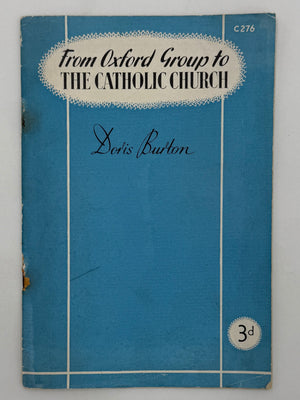 C276
From Oxford Group to
THE CATHOLIC CHURCH
Doris Burton
3d